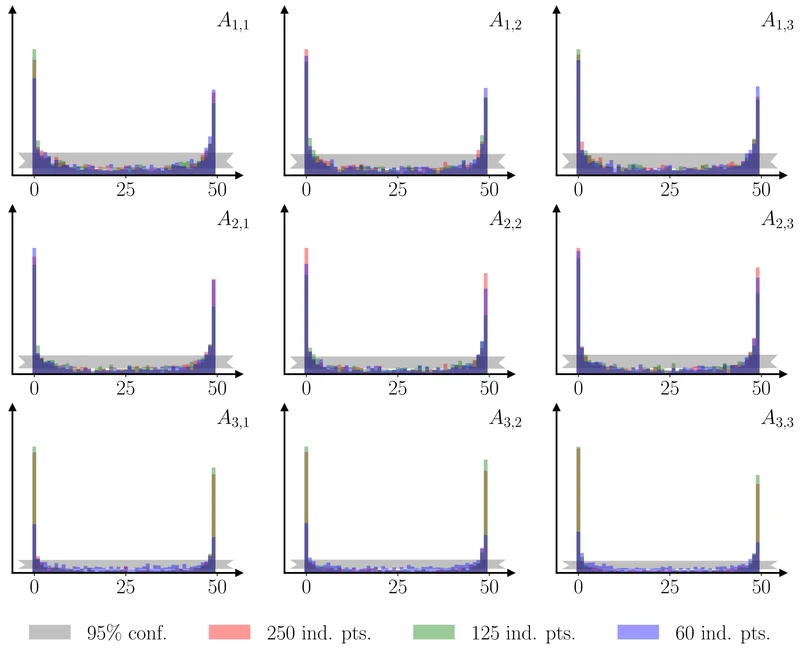 A1,1
A1,2
A1,3
0 25 50
0 25 50
0 25 50
A2,1
A2,2
A2,3
0 25 50
0 25 50
0 25 50
A3,1
A3,2
A3,3
0 25 50
0 25 50
0 25 50
95% conf.
250 ind. pts.
125 ind. pts.
60 ind. pts.